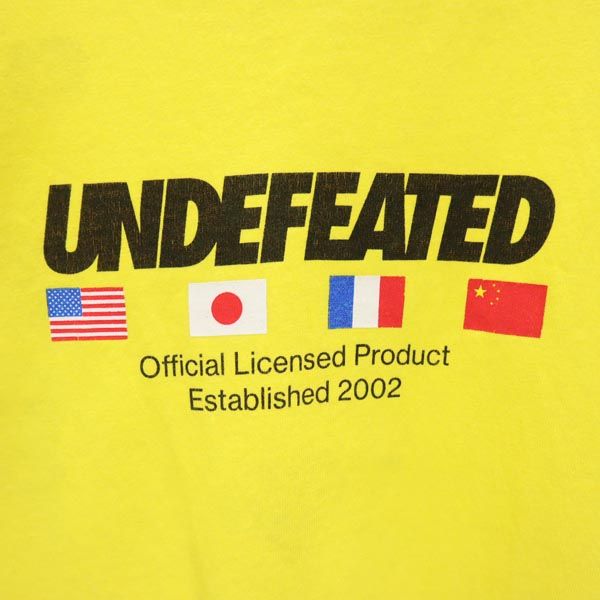 UNDEFEATED
Official Licensed Product
Established 2002